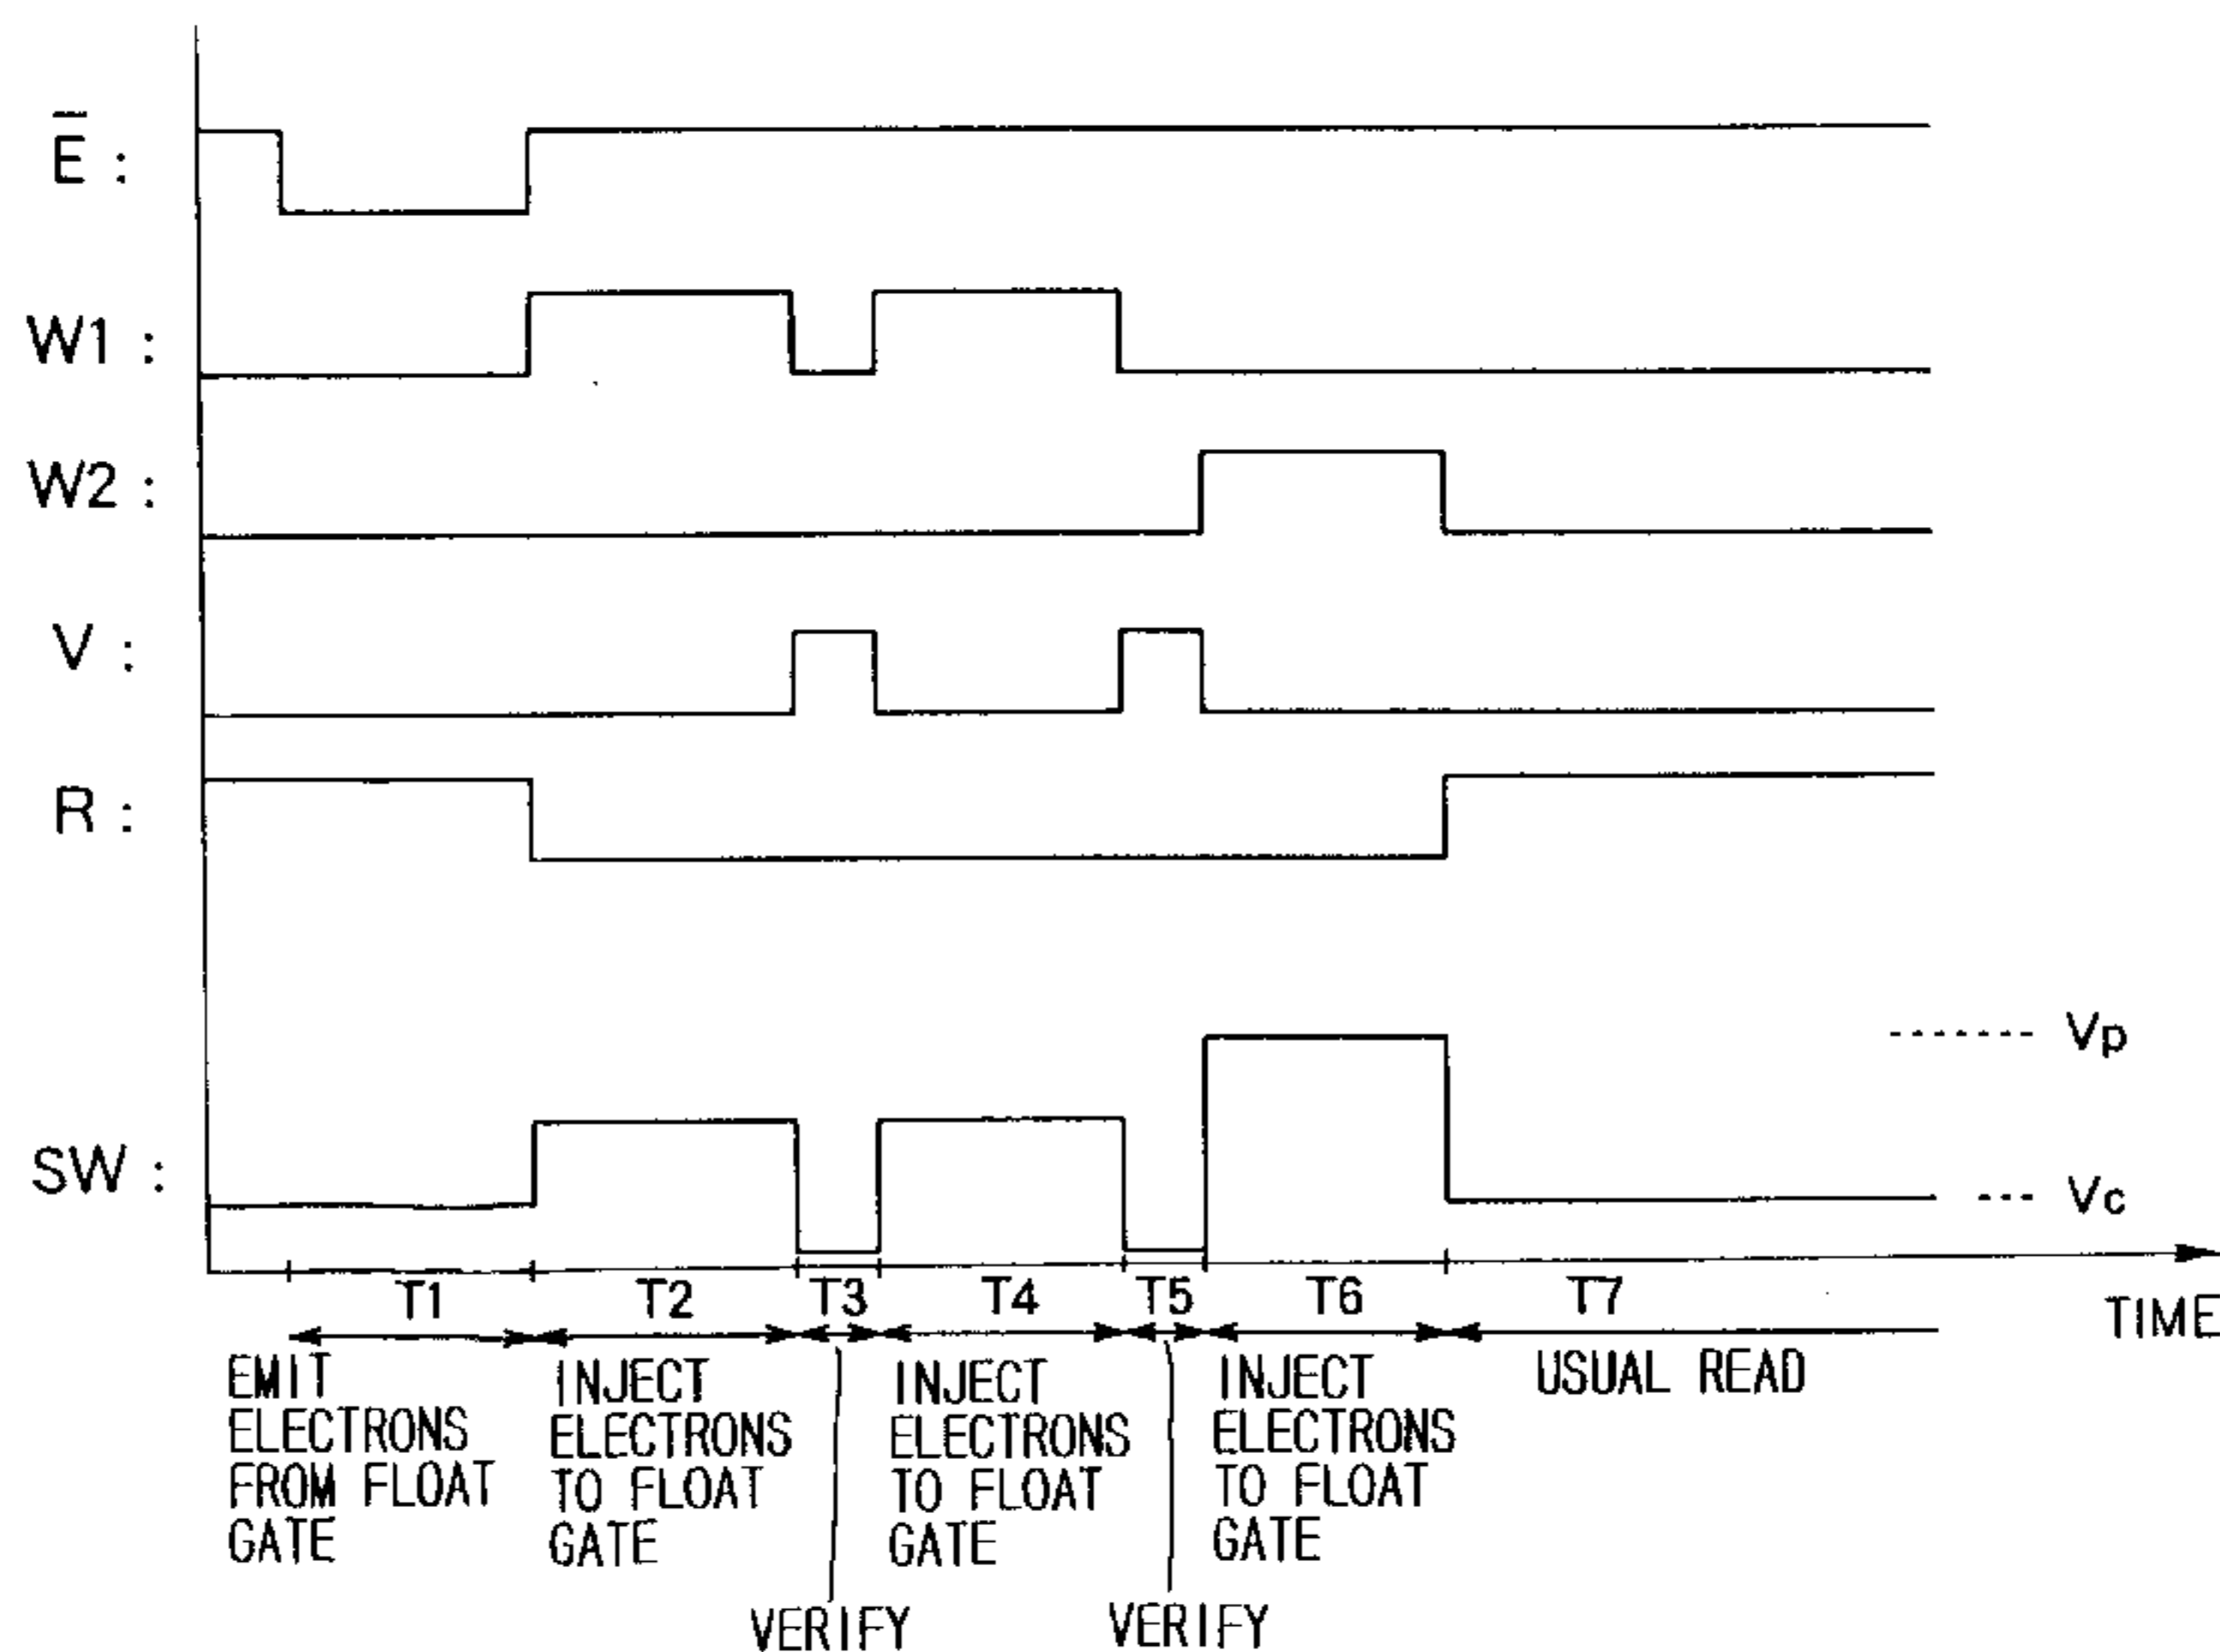 E̅ :
W1 :
W2 :
V :
R :
Vp
SW :
Vc
T1 T2 T3 T4 T5 T6 T7
TIME
EMIT
ELECTRONS
FROM FLOAT
GATE
INJECT
ELECTRONS
TO FLOAT
GATE
VERIFY
INJECT
ELECTRONS
TO FLOAT
GATE
VERIFY
INJECT
ELECTRONS
TO FLOAT
GATE
USUAL READ